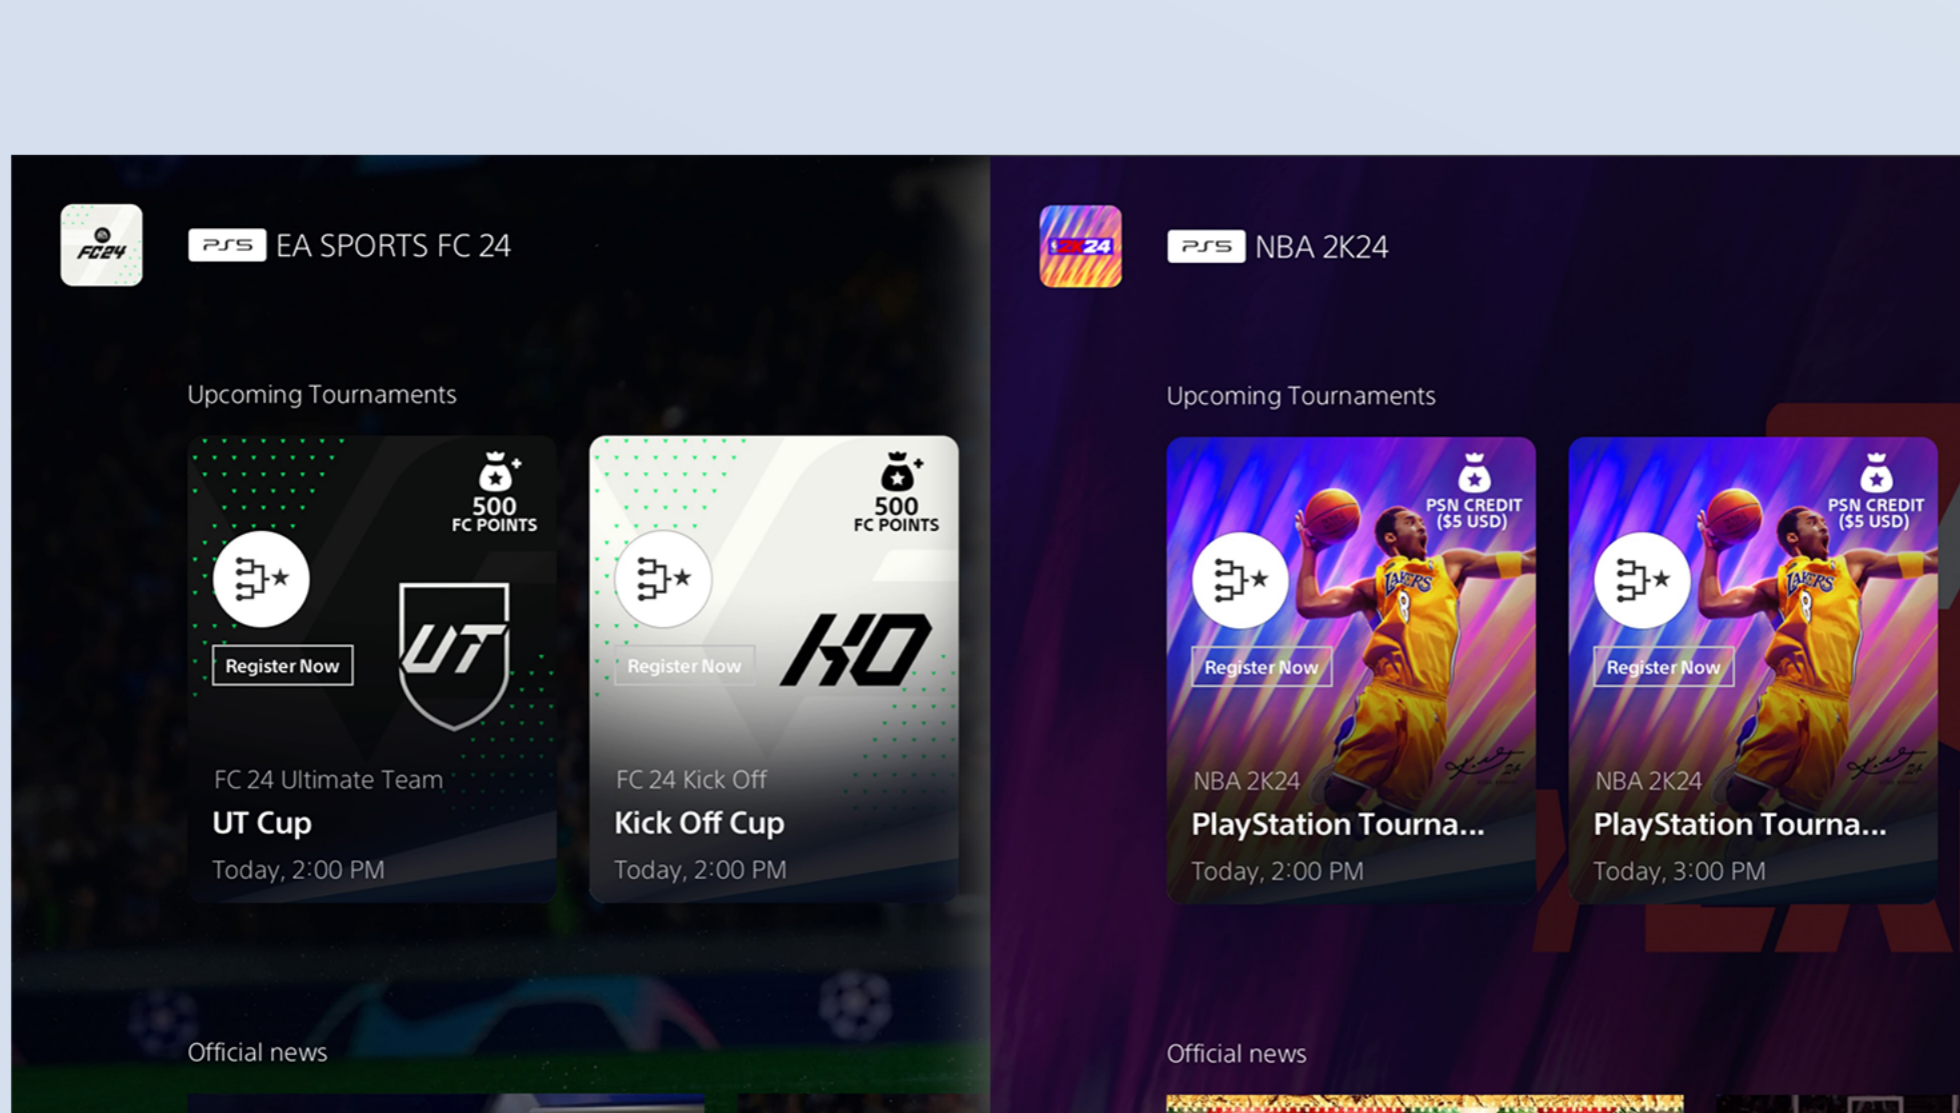 FC24
PS5 EA SPORTS FC 24
Upcoming Tournaments
500
FC POINTS
Register Now
UT
FC 24 Ultimate Team
UT Cup
Today, 2:00 PM
500
FC POINTS
Register Now
KO
FC 24 Kick Off
Kick Off Cup
Today, 2:00 PM
Official news
2K24
PS5 NBA 2K24
Upcoming Tournaments
PSN CREDIT
($5 USD)
LAKERS
8
Register Now
24
NBA 2K24
PlayStation Tourna...
Today, 2:00 PM
PSN CREDIT
($5 USD)
LAKERS
8
Register Now
24
NBA 2K24
PlayStation Tourna...
Today, 3:00 PM
Official news